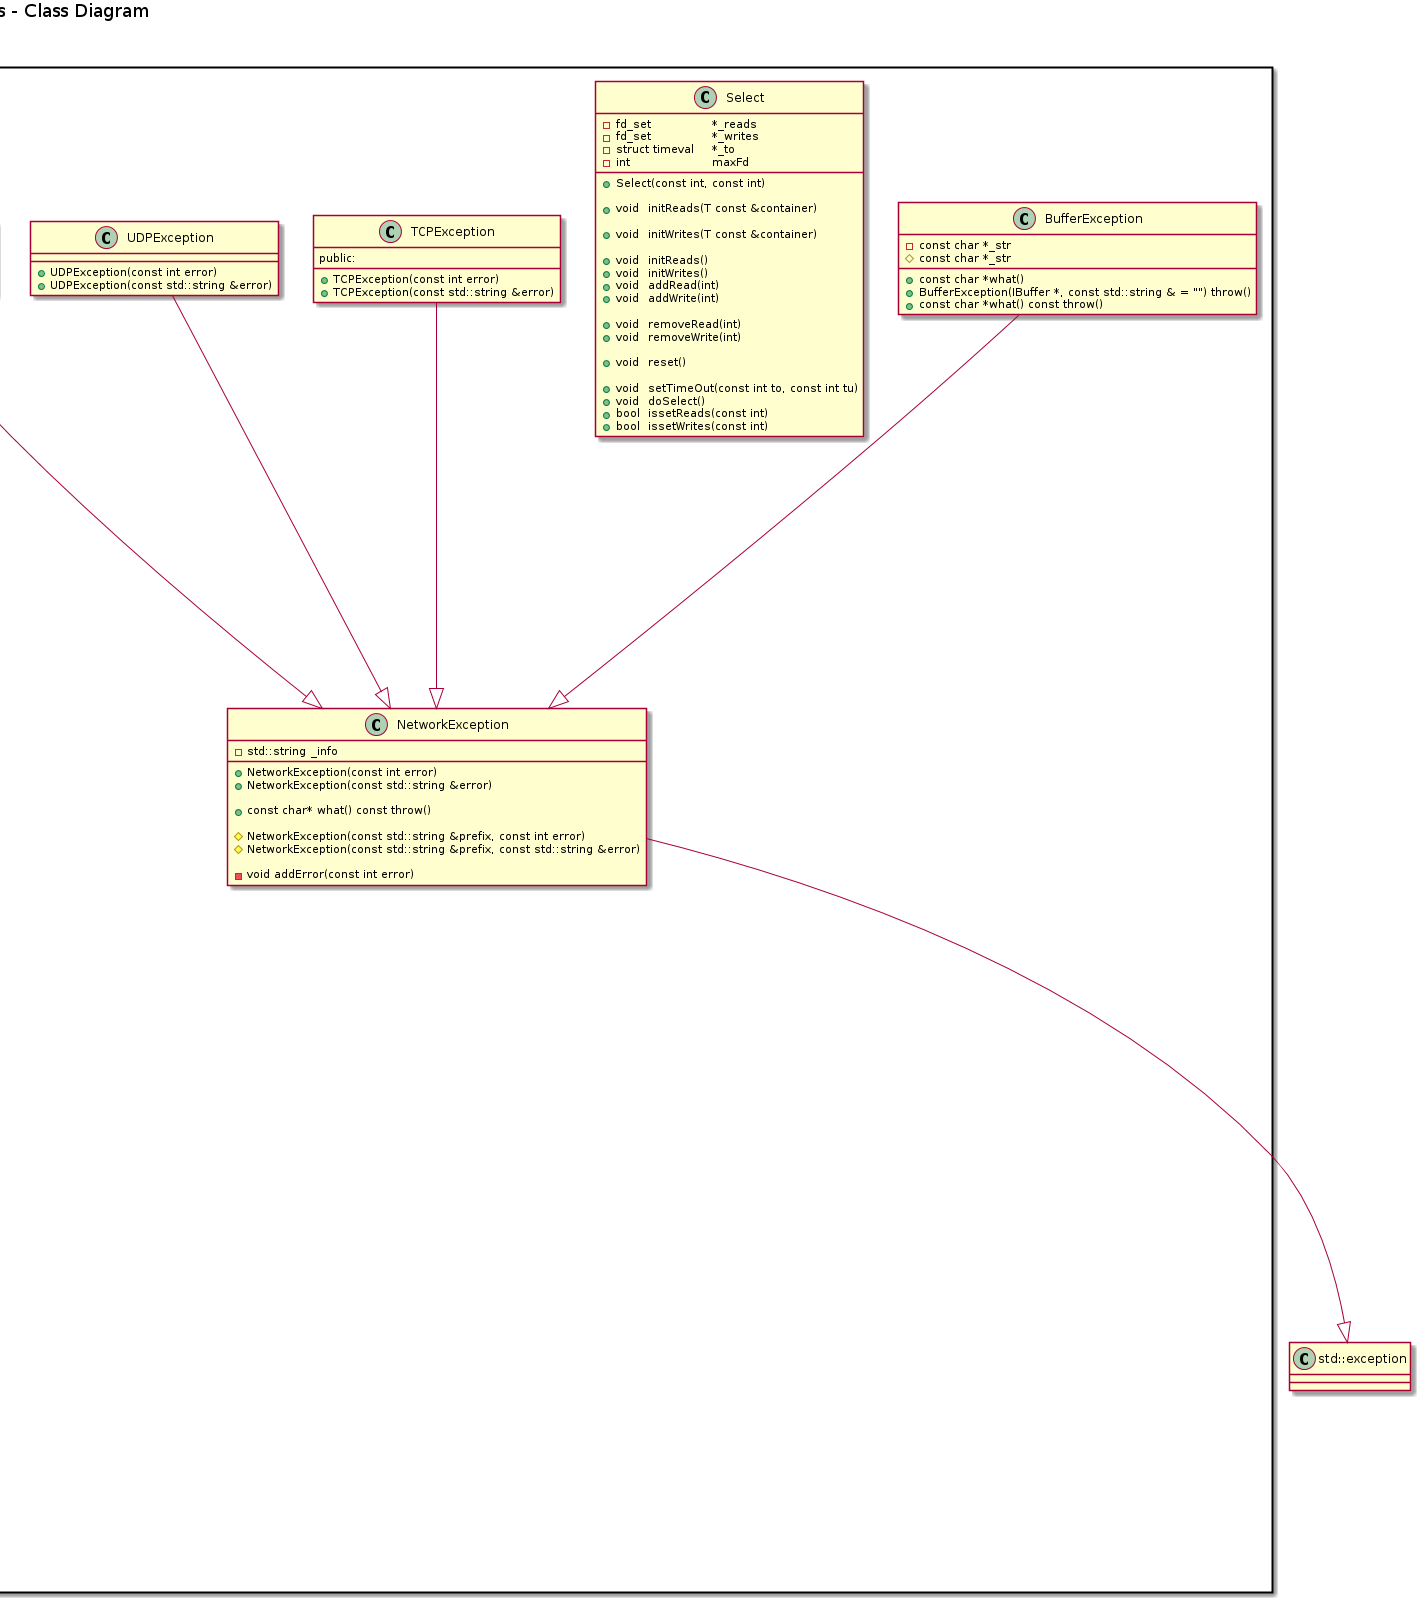 s - Class Diagram
C Select
fd_set *_reads
fd_set *_writes
struct timeval *_to
int maxFd
Select(const int, const int)
void initReads(T const &container)
void initWrites(T const &container)
void initReads()
void initWrites()
void addRead(int)
void addWrite(int)
void removeRead(int)
void removeWrite(int)
void reset()
void setTimeOut(const int to, const int tu)
void doSelect()
bool issetReads(const int)
bool issetWrites(const int)
C UDPException
UDPException(const int error)
UDPException(const std::string &error)
C TCPException
public:
TCPException(const int error)
TCPException(const std::string &error)
C BufferException
const char *_str
const char *_str
const char *what()
BufferException(IBuffer *, const std::string & = "") throw()
const char *what() const throw()
C NetworkException
std::string _info
NetworkException(const int error)
NetworkException(const std::string &error)
const char* what() const throw()
NetworkException(const std::string &prefix, const int error)
NetworkException(const std::string &prefix, const std::string &error)
void addError(const int error)
C std::exception